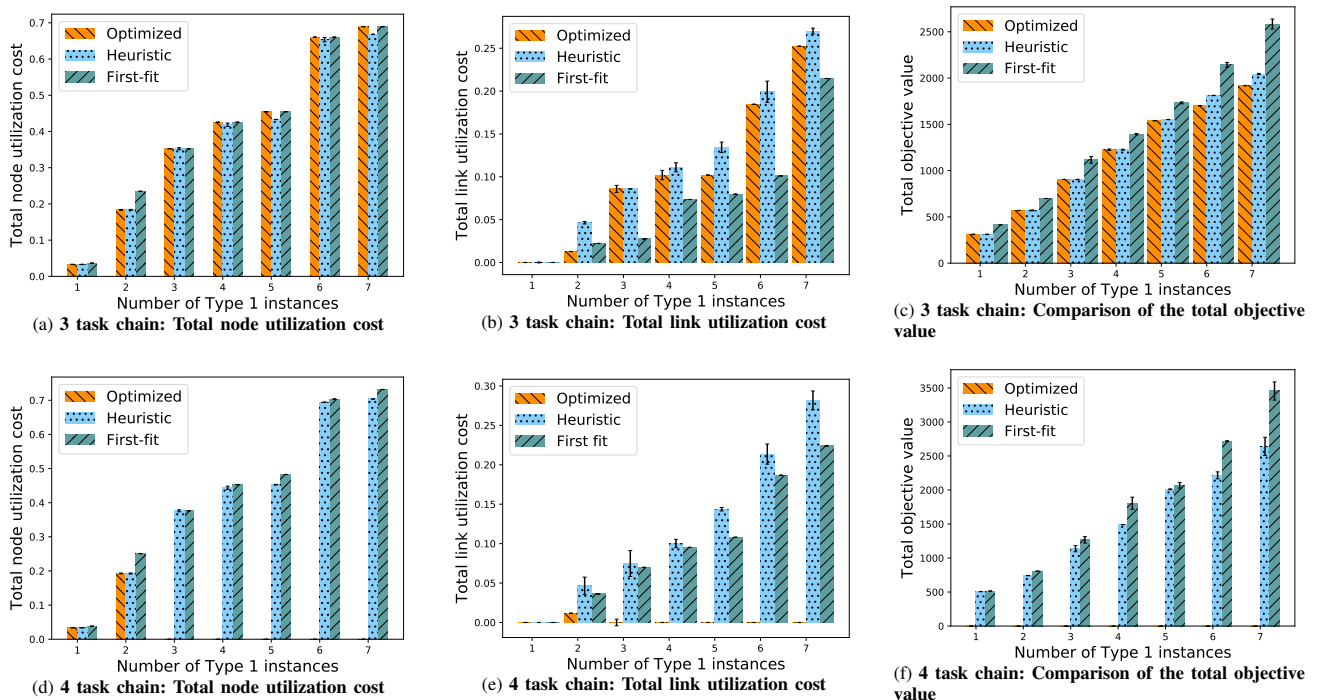 0.7
0.6
0.5
0.4
0.3
0.2
0.1
0.0
Total node utilization cost
Optimized
Heuristic
First-fit
1 2 3 4 5 6 7
Number of Type 1 instances
(a) 3 task chain: Total node utilization cost
0.25
0.20
0.15
0.10
0.05
0.00
Total link utilization cost
Optimized
Heuristic
First-fit
1 2 3 4 5 6 7
Number of Type 1 instances
(b) 3 task chain: Total link utilization cost
2500
2000
1500
1000
500
0
Total objective value
Optimized
Heuristic
First-fit
1 2 3 4 5 6 7
Number of Type 1 instances
(c) 3 task chain: Comparison of the total objective
value
0.7
0.6
0.5
0.4
0.3
0.2
0.1
0.0
Total node utilization cost
Optimized
Heuristic
First-fit
1 2 3 4 5 6 7
Number of Type 1 instances
(d) 4 task chain: Total node utilization cost
0.30
0.25
0.20
0.15
0.10
0.05
0.00
Total link utilization cost
Optimized
Heuristic
First fit
1 2 3 4 5 6 7
Number of Type 1 instances
(e) 4 task chain: Total link utilization cost
3500
3000
2500
2000
1500
1000
500
0
Total objective value
Optimized
Heuristic
First-fit
1 2 3 4 5 6 7
Number of Type 1 instances
(f) 4 task chain: Comparison of the total objective
value